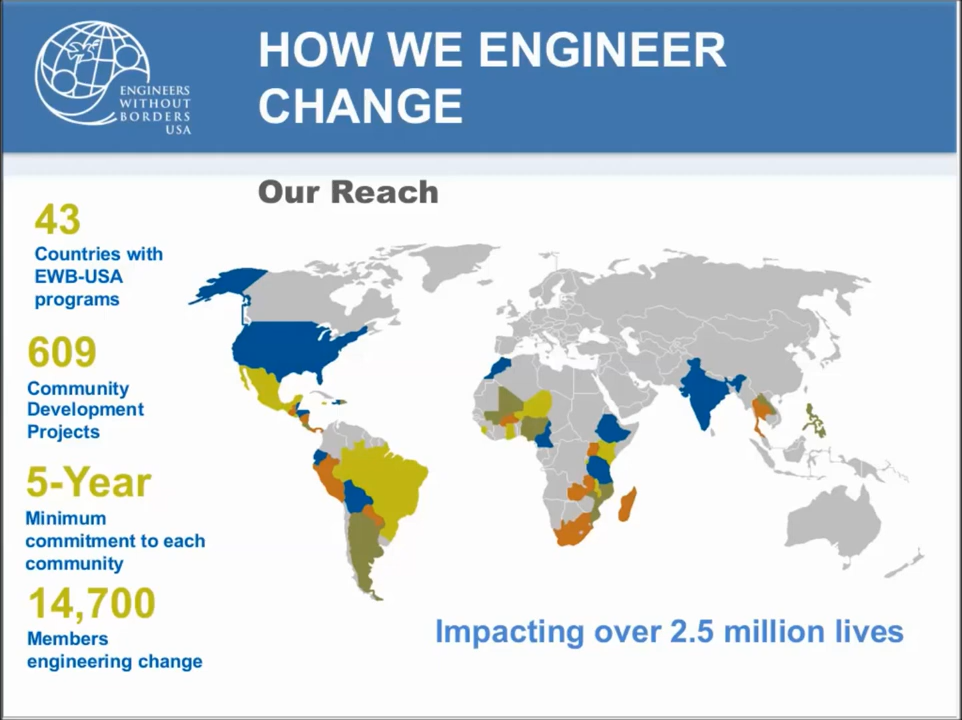 ENGINEERS
WITHOUT
BORDERS
USA
HOW WE ENGINEER
CHANGE
Our Reach
43
Countries with
EWB-USA
programs
609
Community
Development
Projects
5-Year
Minimum
commitment to each
community
14,700
Members
engineering change
Impacting over 2.5 million lives